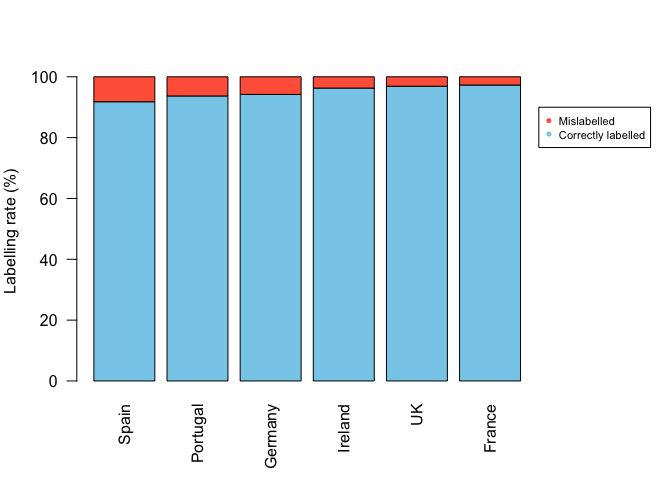 Labelling rate (%)
100
80
60
40
20
0
Spain
Portugal
Germany
Ireland
UK
France
Mislabelled
Correctly labelled